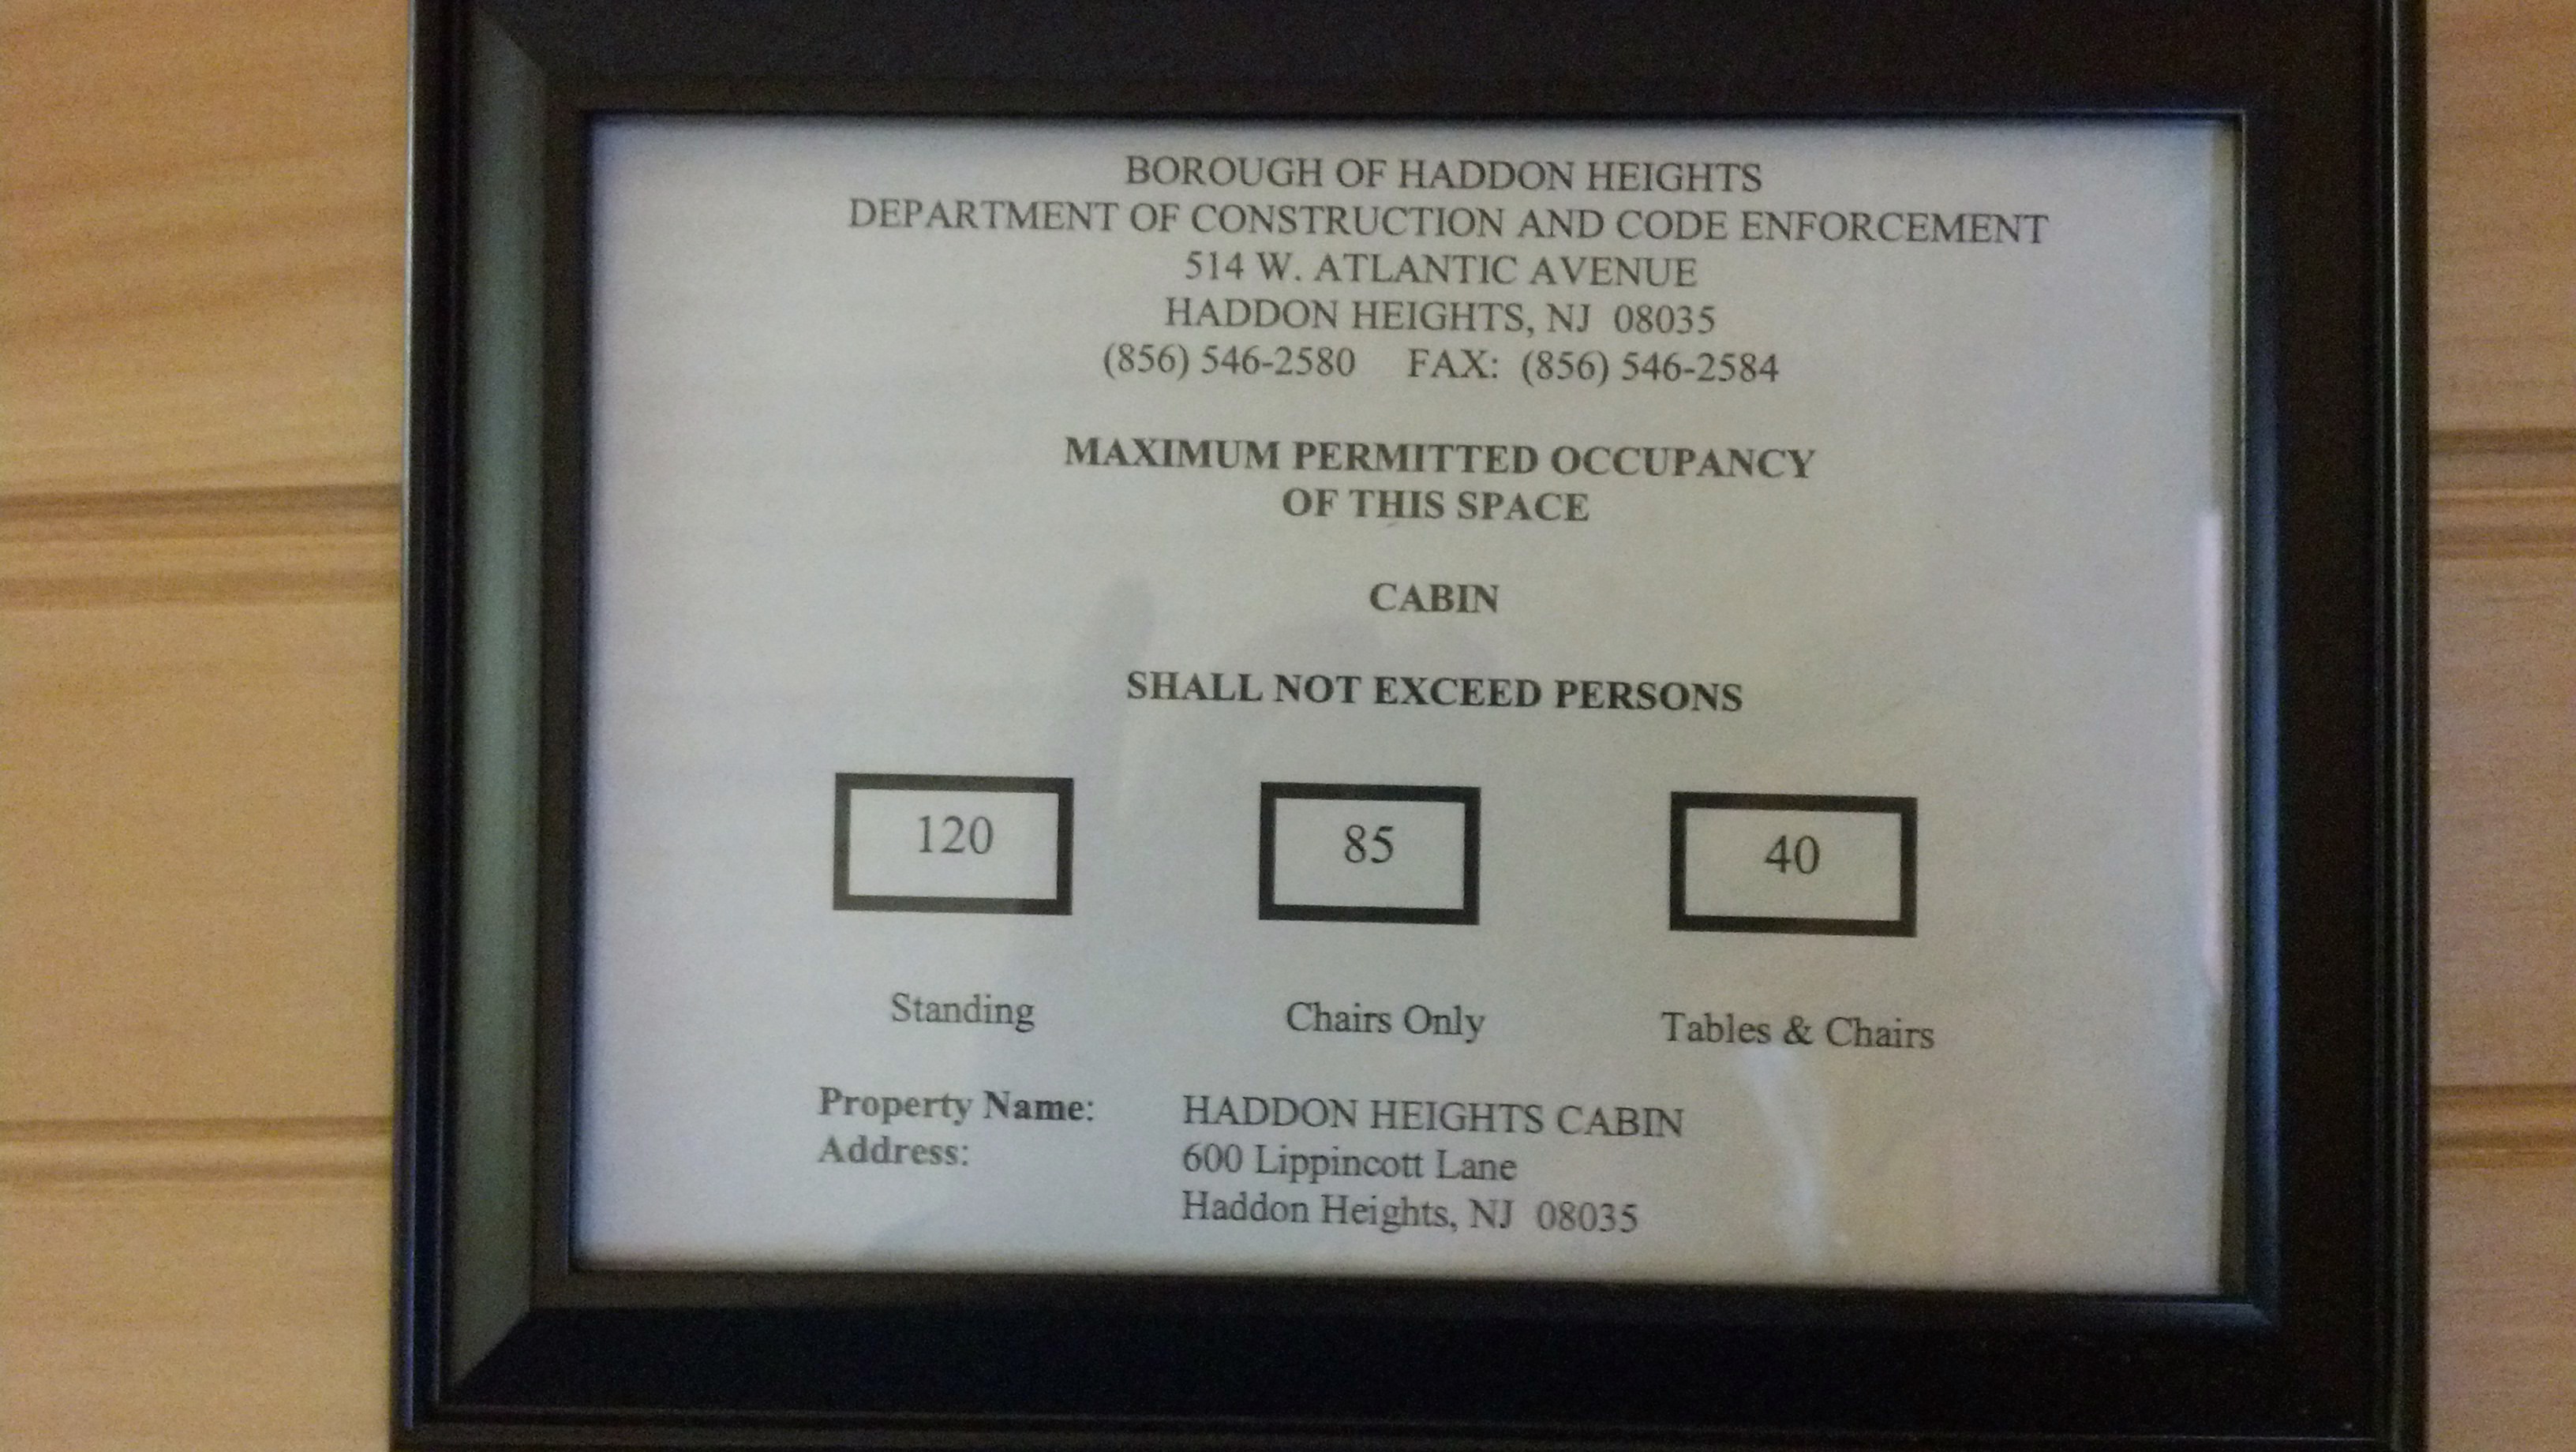 BOROUGH OF HADDON HEIGHTS
DEPARTMENT OF CONSTRUCTION AND CODE ENFORCEMENT
514 W. ATLANTIC AVENUE
HADDON HEIGHTS, NJ 08035
(856) 546-2580 FAX: (856) 546-2584
MAXIMUM PERMITTED OCCUPANCY
OF THIS SPACE
CABIN
SHALL NOT EXCEED PERSONS
120 85 40
Standing Chairs Only Tables & Chairs
Property Name: HADDON HEIGHTS CABIN
Address: 600 Lippincott Lane
Haddon Heights, NJ 08035